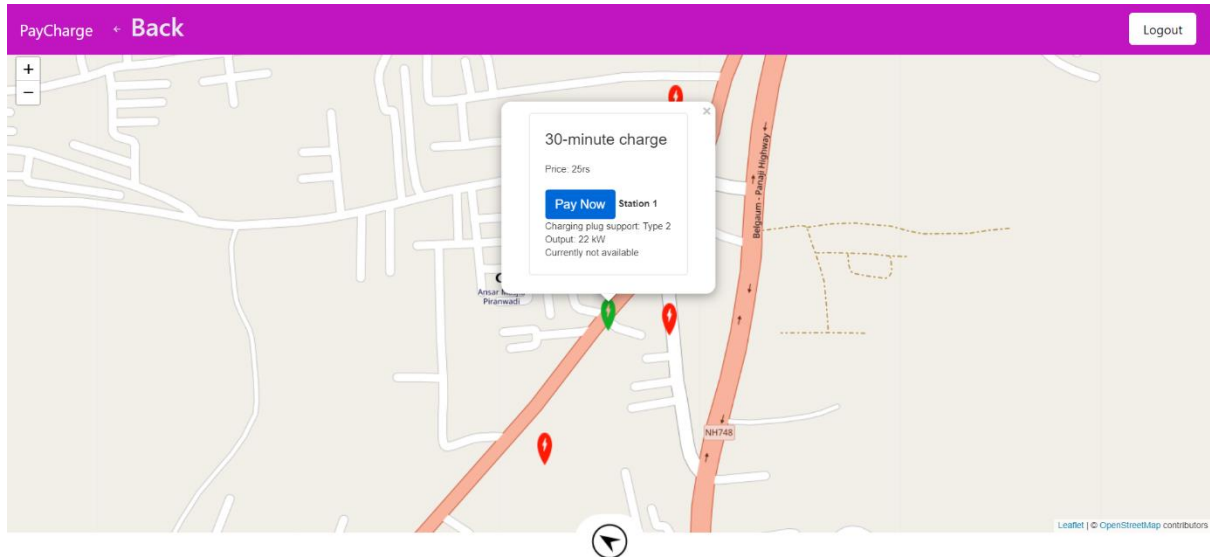 PayCharge ← Back
Logout
+
−
×
30-minute charge
Price: 25rs
Pay Now Station 1
Charging plug support: Type 2
Output: 22 kW
Currently not available
Belgaum - Panaji Highway
Ansar
Piranwadi
NH748
Leaflet | © OpenStreetMap contributors